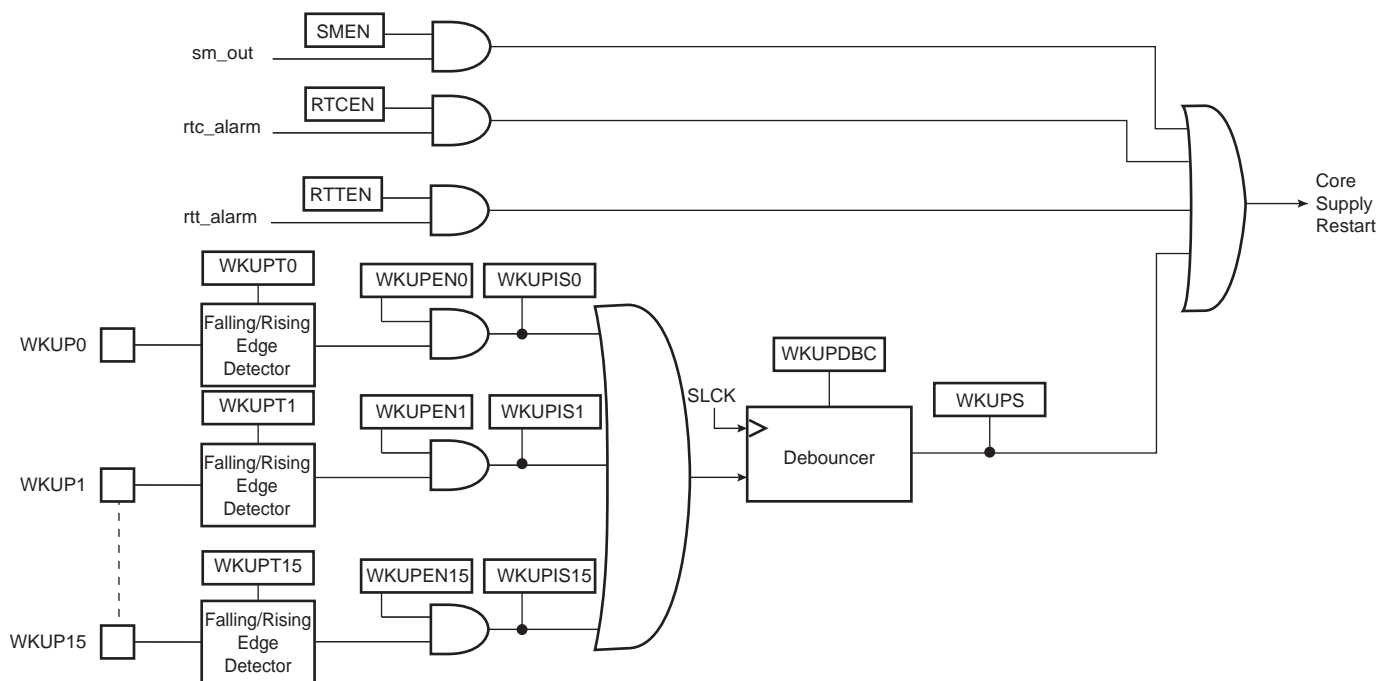 SMEN
sm_out
RTCEN
rtc_alarm
RTTEN
rtt_alarm
Core
Supply
Restart
WKUPT0
WKUPEN0
WKUPIS0
WKUP0
Falling/Rising
Edge
Detector
WKUPT1
WKUPEN1
WKUPIS1
WKUP1
Falling/Rising
Edge
Detector
SLCK
WKUPDBC
Debouncer
WKUPS
WKUPT15
WKUPEN15
WKUPIS15
WKUP15
Falling/Rising
Edge
Detector